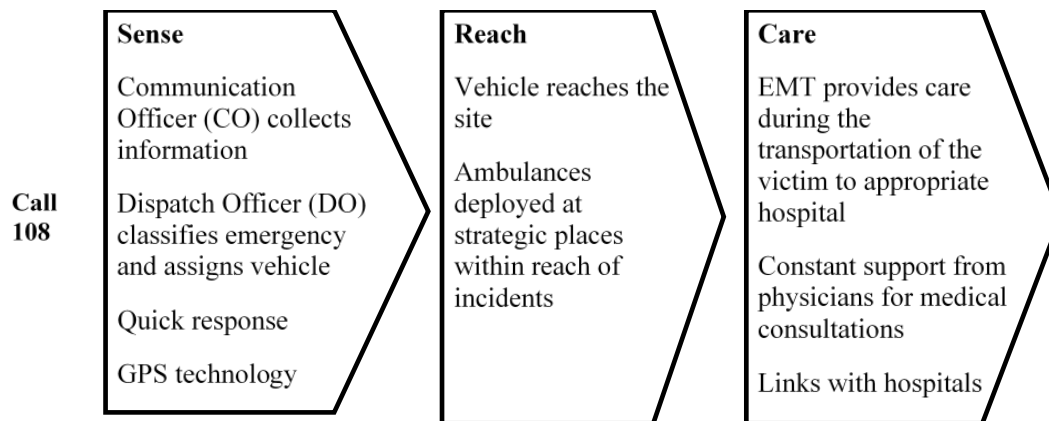 Call
108
Sense
Communication
Officer (CO) collects
information
Dispatch Officer (DO)
classifies emergency
and assigns vehicle
Quick response
GPS technology
Reach
Vehicle reaches the
site
Ambulances
deployed at
strategic places
within reach of
incidents
Care
EMT provides care
during the
transportation of the
victim to appropriate
hospital
Constant support from
physicians for medical
consultations
Links with hospitals